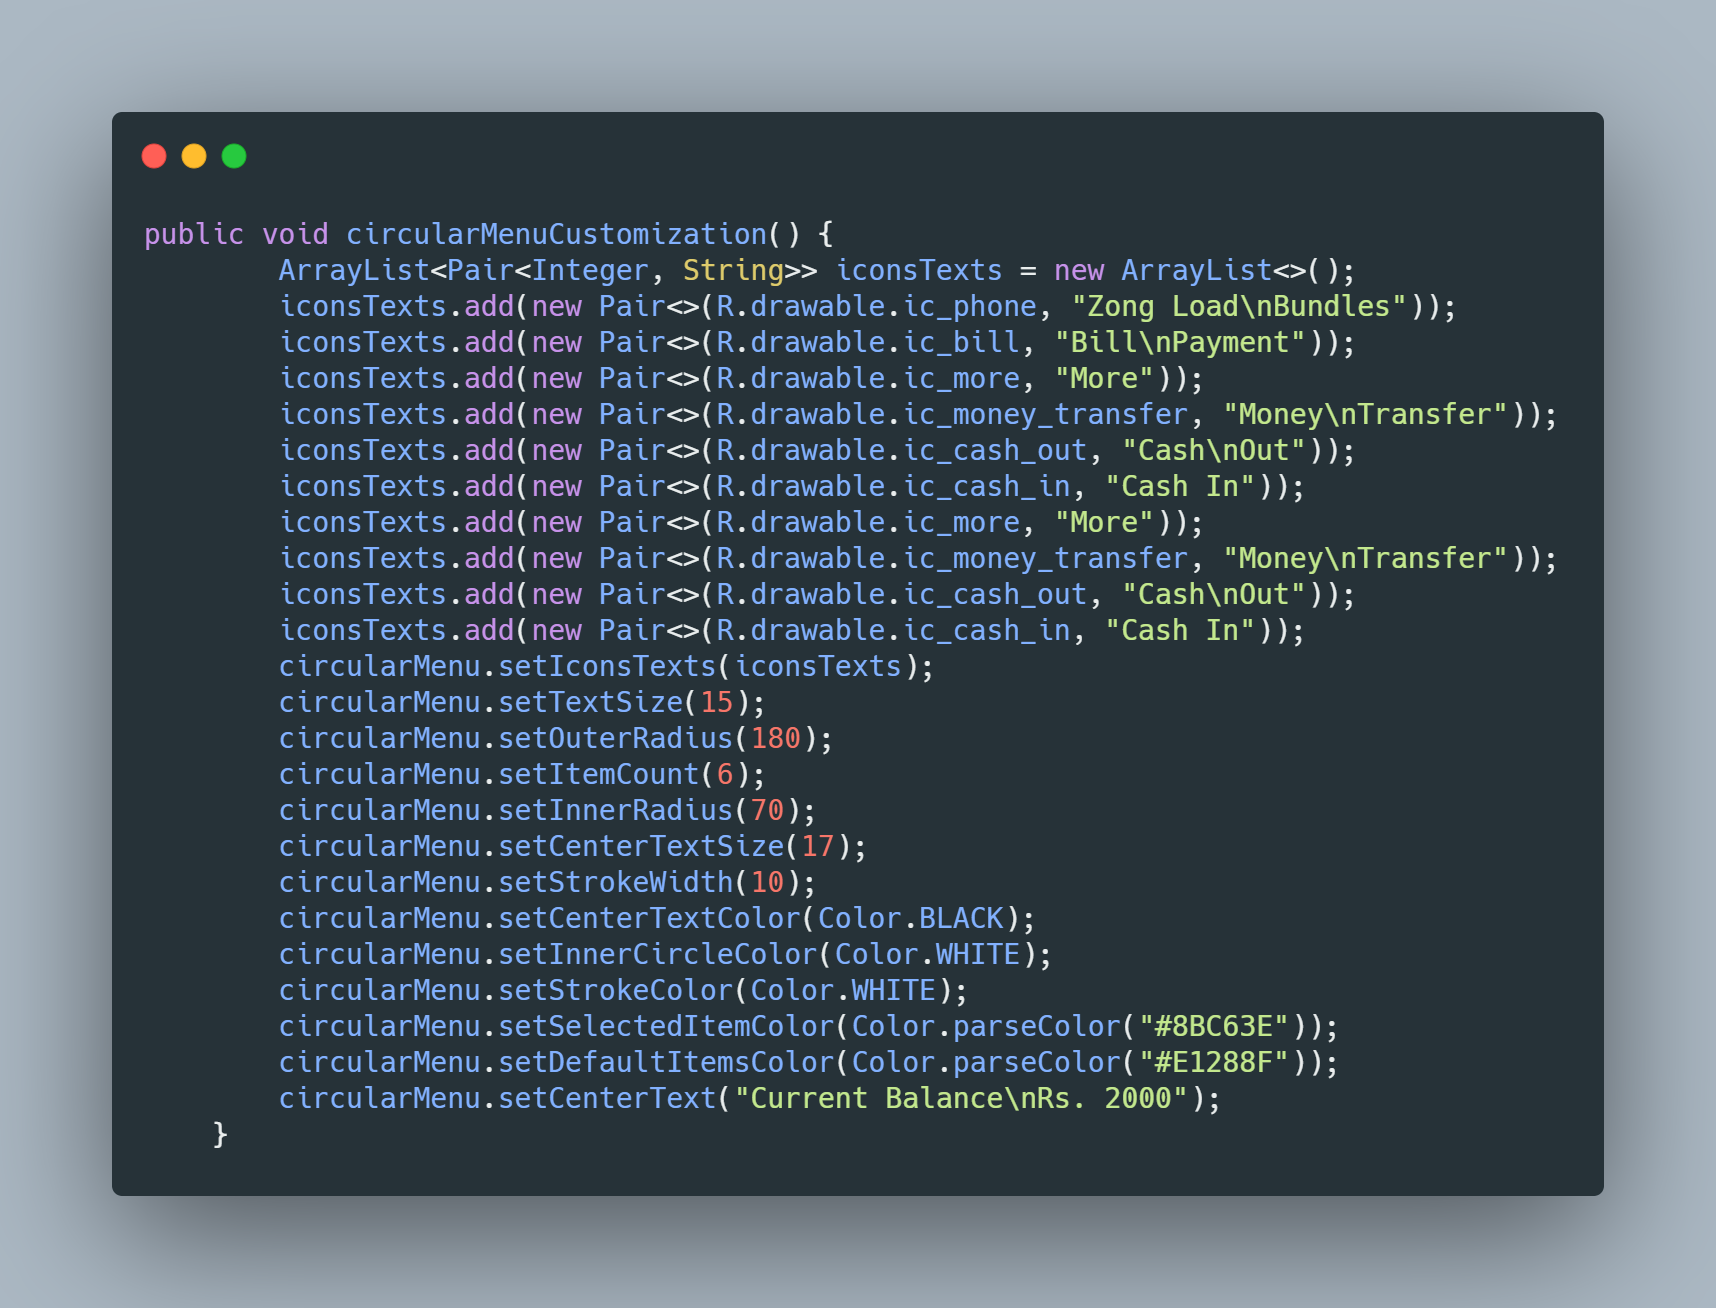 public void circularMenuCustomization() {
        ArrayList<Pair<Integer, String>> iconsTexts = new ArrayList<>();
        iconsTexts.add(new Pair<>(R.drawable.ic_phone, "Zong Load\nBundles"));
        iconsTexts.add(new Pair<>(R.drawable.ic_bill, "Bill\nPayment"));
        iconsTexts.add(new Pair<>(R.drawable.ic_more, "More"));
        iconsTexts.add(new Pair<>(R.drawable.ic_money_transfer, "Money\nTransfer"));
        iconsTexts.add(new Pair<>(R.drawable.ic_cash_out, "Cash\nOut"));
        iconsTexts.add(new Pair<>(R.drawable.ic_cash_in, "Cash In"));
        iconsTexts.add(new Pair<>(R.drawable.ic_more, "More"));
        iconsTexts.add(new Pair<>(R.drawable.ic_money_transfer, "Money\nTransfer"));
        iconsTexts.add(new Pair<>(R.drawable.ic_cash_out, "Cash\nOut"));
        iconsTexts.add(new Pair<>(R.drawable.ic_cash_in, "Cash In"));
        circularMenu.setIconsTexts(iconsTexts);
        circularMenu.setTextSize(15);
        circularMenu.setOuterRadius(180);
        circularMenu.setItemCount(6);
        circularMenu.setInnerRadius(70);
        circularMenu.setCenterTextSize(17);
        circularMenu.setStrokeWidth(10);
        circularMenu.setCenterTextColor(Color.BLACK);
        circularMenu.setInnerCircleColor(Color.WHITE);
        circularMenu.setStrokeColor(Color.WHITE);
        circularMenu.setSelectedItemColor(Color.parseColor("#8BC63E"));
        circularMenu.setDefaultItemsColor(Color.parseColor("#E1288F"));
        circularMenu.setCenterText("Current Balance\nRs. 2000");
    }